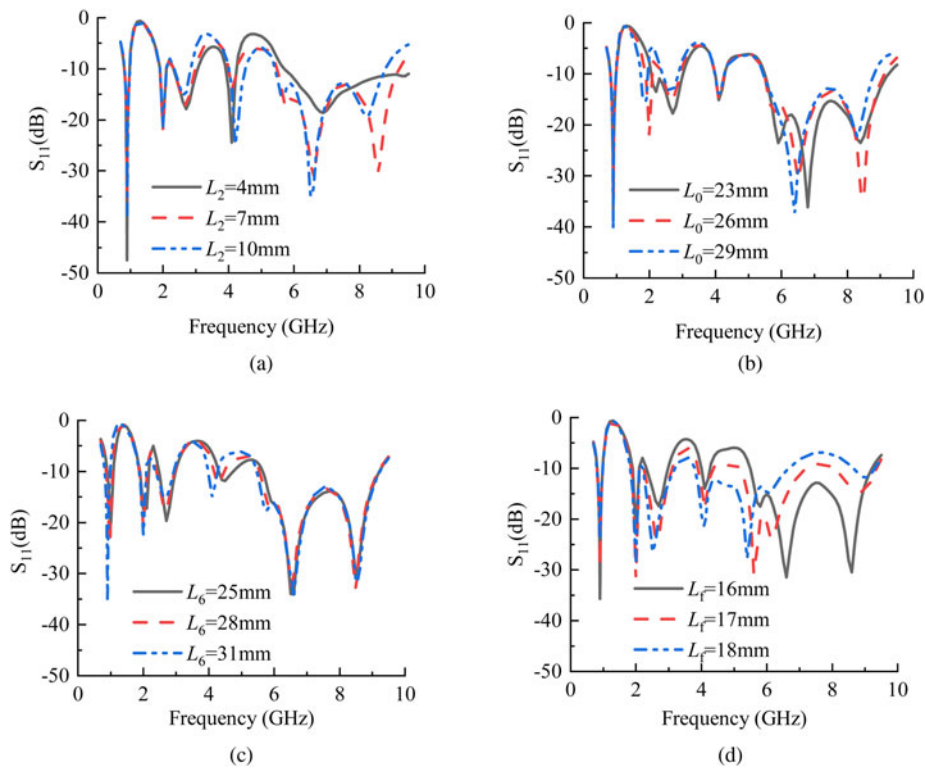 0
-10
-20
-30
-40
-50
S11(dB)
L2=4mm
L2=7mm
L2=10mm
0 2 4 6 8 10
Frequency (GHz)
(a)
0
-10
-20
-30
-40
-50
S11(dB)
L0=23mm
L0=26mm
L0=29mm
0 2 4 6 8 10
Frequency (GHz)
(b)
0
-10
-20
-30
-40
-50
S11(dB)
L6=25mm
L6=28mm
L6=31mm
0 2 4 6 8 10
Frequency (GHz)
(c)
0
-10
-20
-30
-40
-50
S11(dB)
Lf=16mm
Lf=17mm
Lf=18mm
0 2 4 6 8 10
Frequency (GHz)
(d)